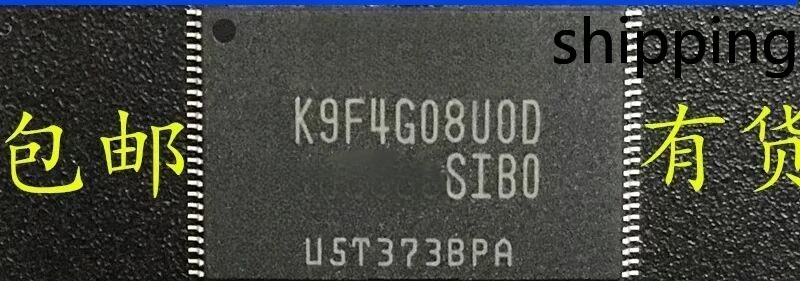 shipping
K9F4G08U0D
包邮
有货
SIB0
U5T373BPA